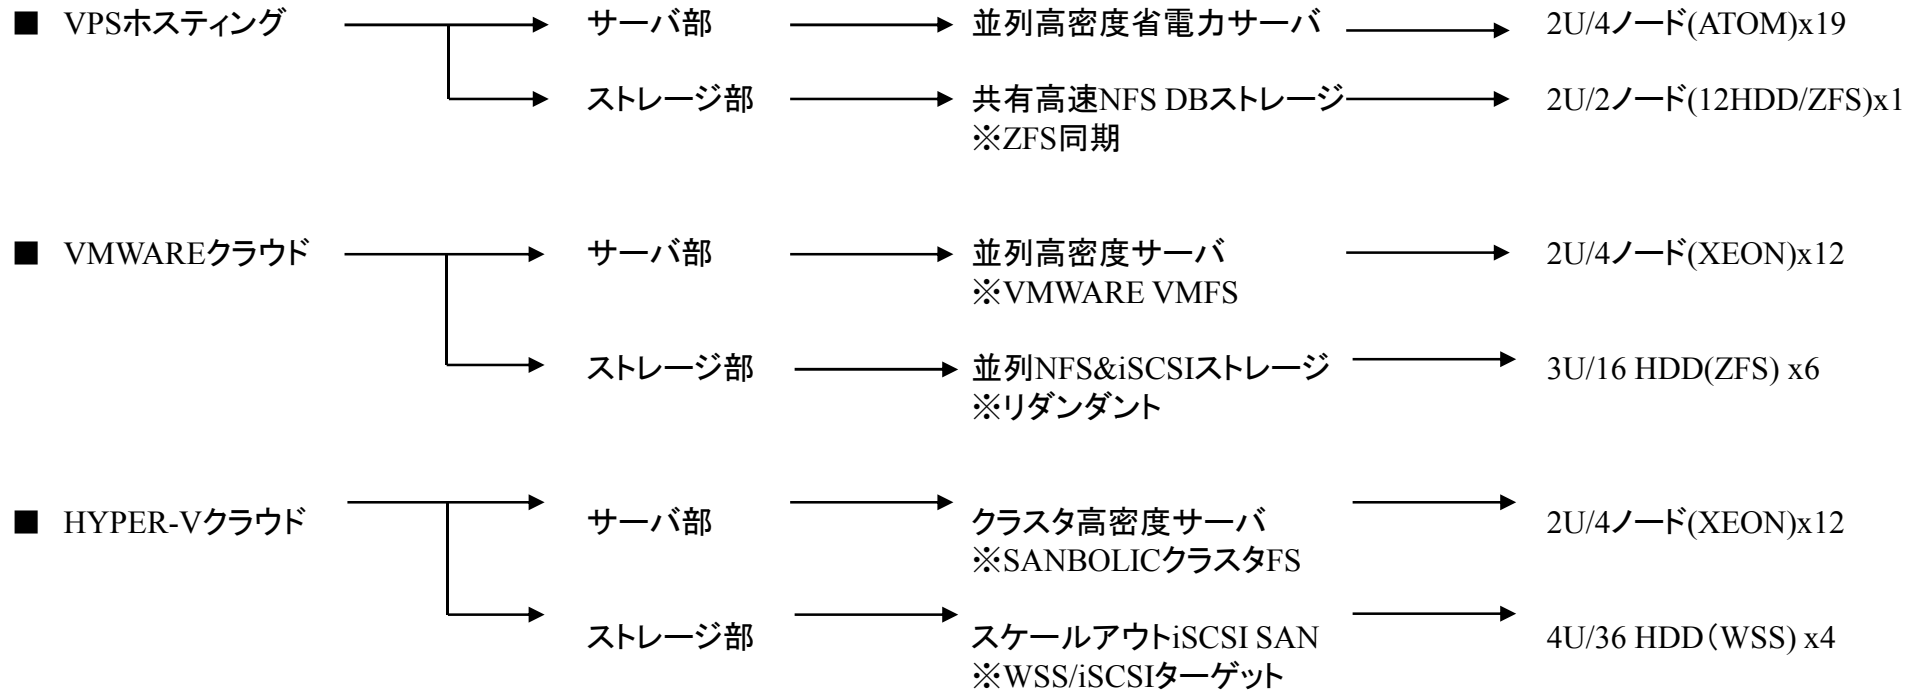 ■ VPSホスティング サーバ部 並列高密度省電力サーバ 2U/4ノード(ATOM)x19
ストレージ部 共有高速NFS DBストレージ 2U/2ノード(12HDD/ZFS)x1
※ZFS同期
■ VMWAREクラウド サーバ部 並列高密度サーバ 2U/4ノード(XEON)x12
※VMWARE VMFS
ストレージ部 並列NFS&iSCSIストレージ 3U/16 HDD(ZFS) x6
※リダンダント
■ HYPER-Vクラウド サーバ部 クラスタ高密度サーバ 2U/4ノード(XEON)x12
※SANBOLICクラスタFS
ストレージ部 スケールアウトiSCSI SAN 4U/36 HDD（WSS) x4
※WSS/iSCSIターゲット